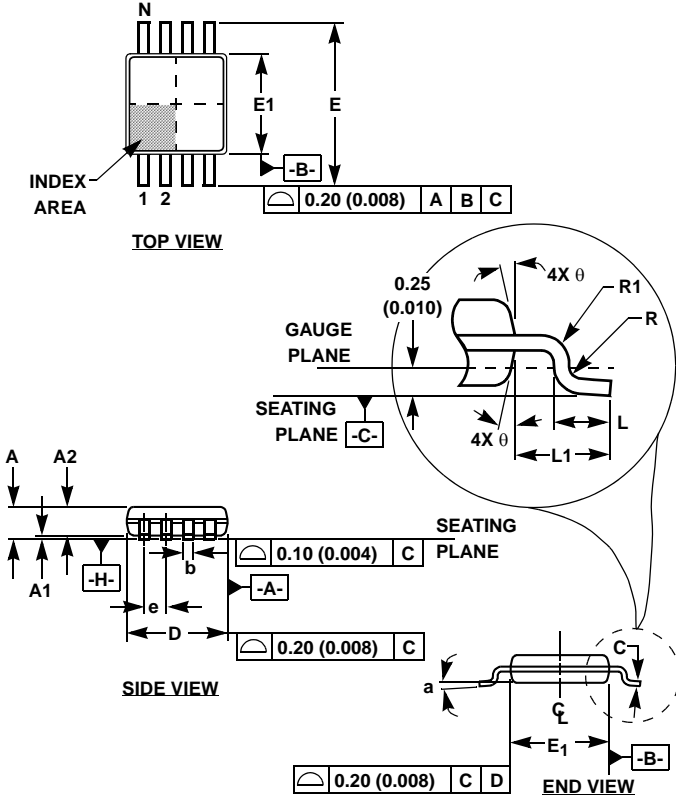 N
E1
E
-B-
INDEX
AREA
1 2
0.20 (0.008) A B C
TOP VIEW
0.25
(0.010)
4X θ
R1
R
GAUGE
PLANE
SEATING
PLANE -C-
4X θ
L
L1
A A2
SEATING
PLANE
A1
-H-
b
0.10 (0.004) C
-A-
e
D
0.20 (0.008) C
SIDE VIEW
C
a
CL
E1
-B-
0.20 (0.008) C D
END VIEW